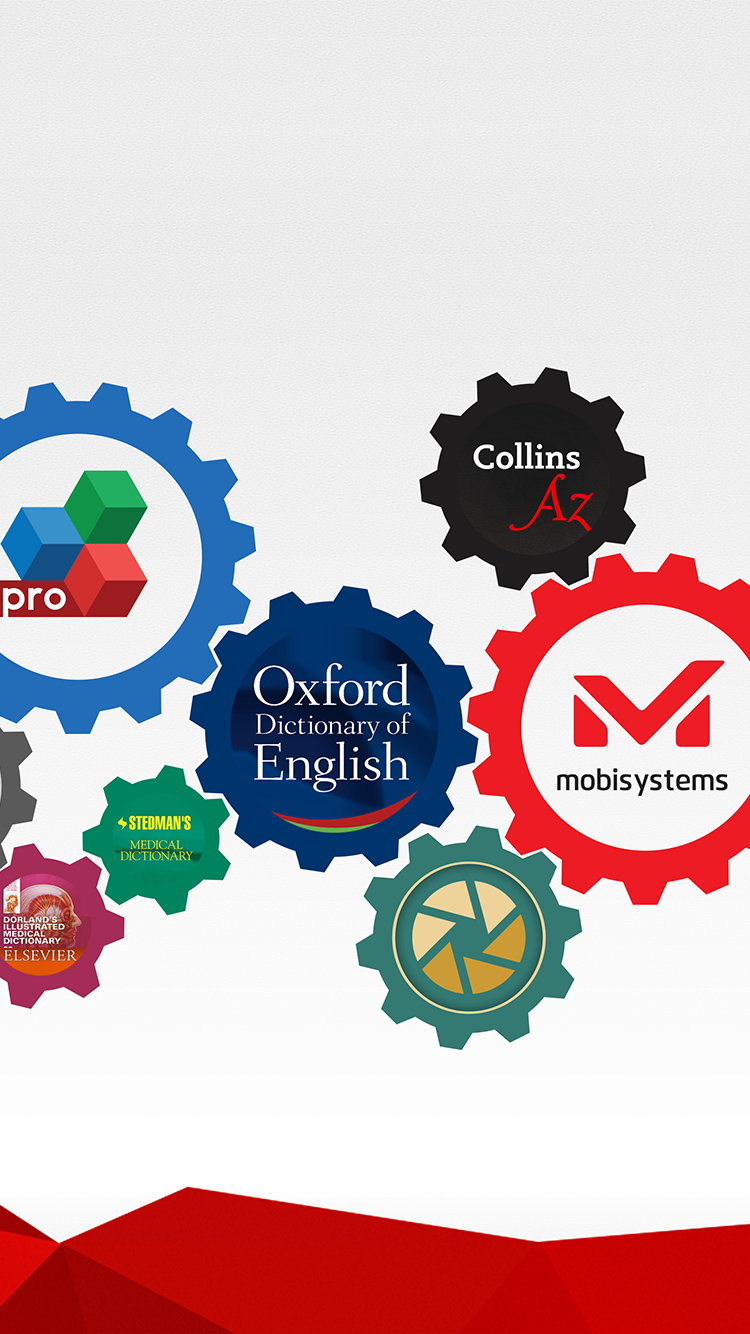 Collins
Az
pro
Oxford
Dictionary of
English
mobisystems
STEDMAN'S
MEDICAL
DICTIONARY
DORLAND'S
ILLUSTRATED
MEDICAL
DICTIONARY
ELSEVIER